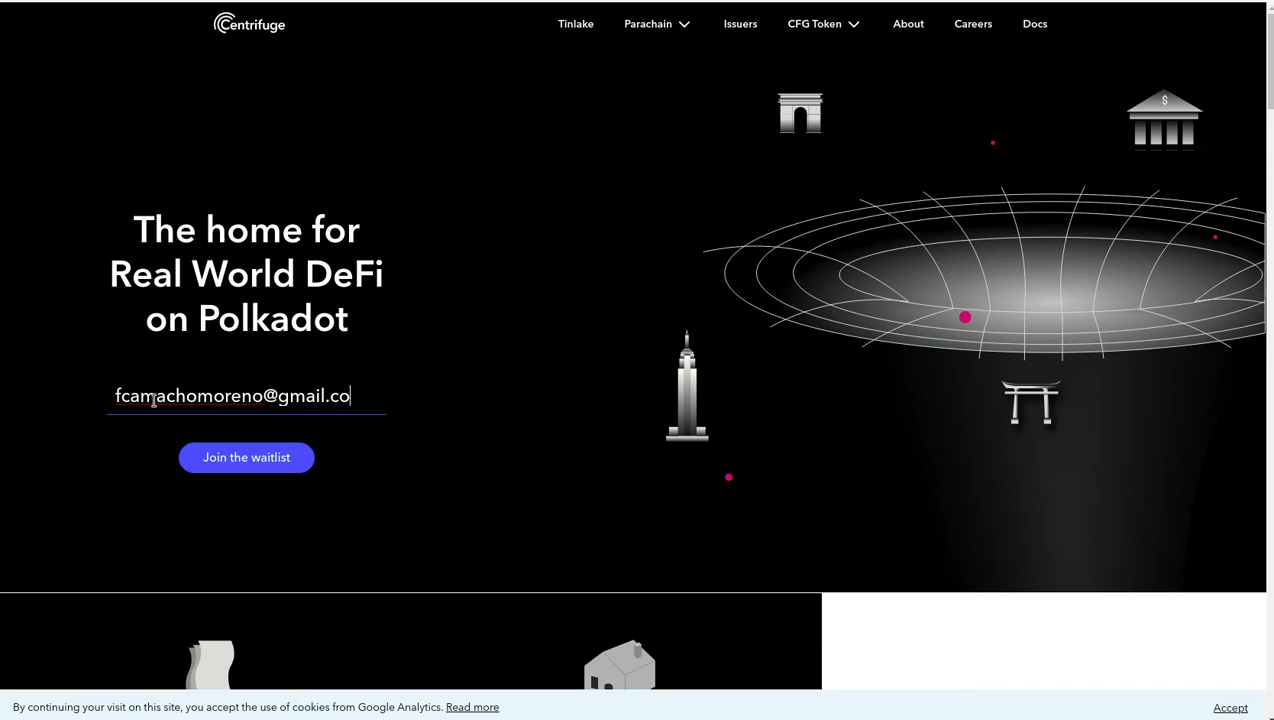 Centrifuge
Tinlake Parachain Issuers CFG Token About Careers Docs
$
The home for
Real World DeFi
on Polkadot
fcamachomoreno@gmail.co
Join the waitlist
By continuing your visit on this site, you accept the use of cookies from Google Analytics. Read more
Accept